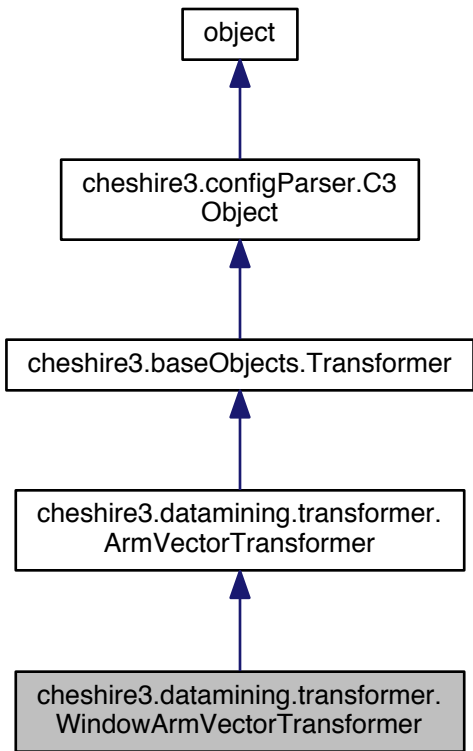 object
cheshire3.configParser.C3
Object
cheshire3.baseObjects.Transformer
cheshire3.datamining.transformer.
ArmVectorTransformer
cheshire3.datamining.transformer.
WindowArmVectorTransformer